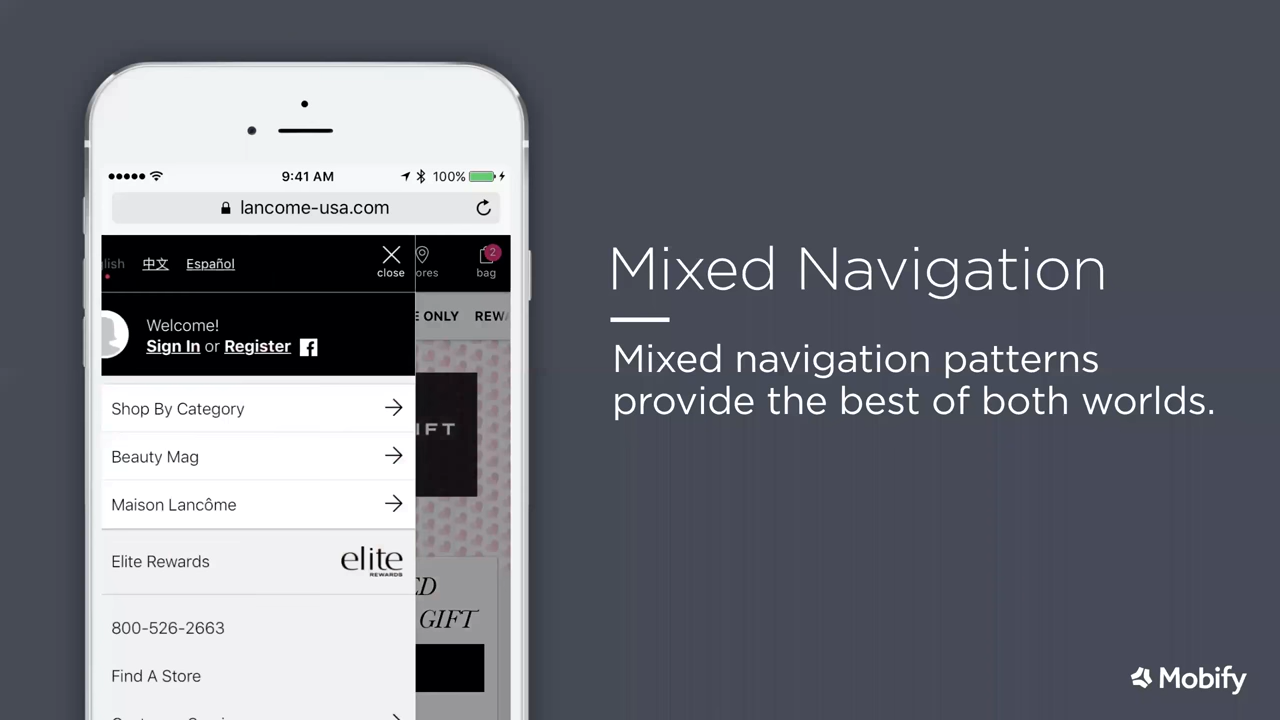 9:41 AM
100%
lancome-usa.com
中文 Español
close
bag
2
ONLY
Welcome!
Sign In or Register
Shop By Category
Beauty Mag
Maison Lancôme
Elite Rewards
elite
REWARDS
GIFT
800-526-2663
Find A Store
Mixed Navigation
Mixed navigation patterns
provide the best of both worlds.
Mobify